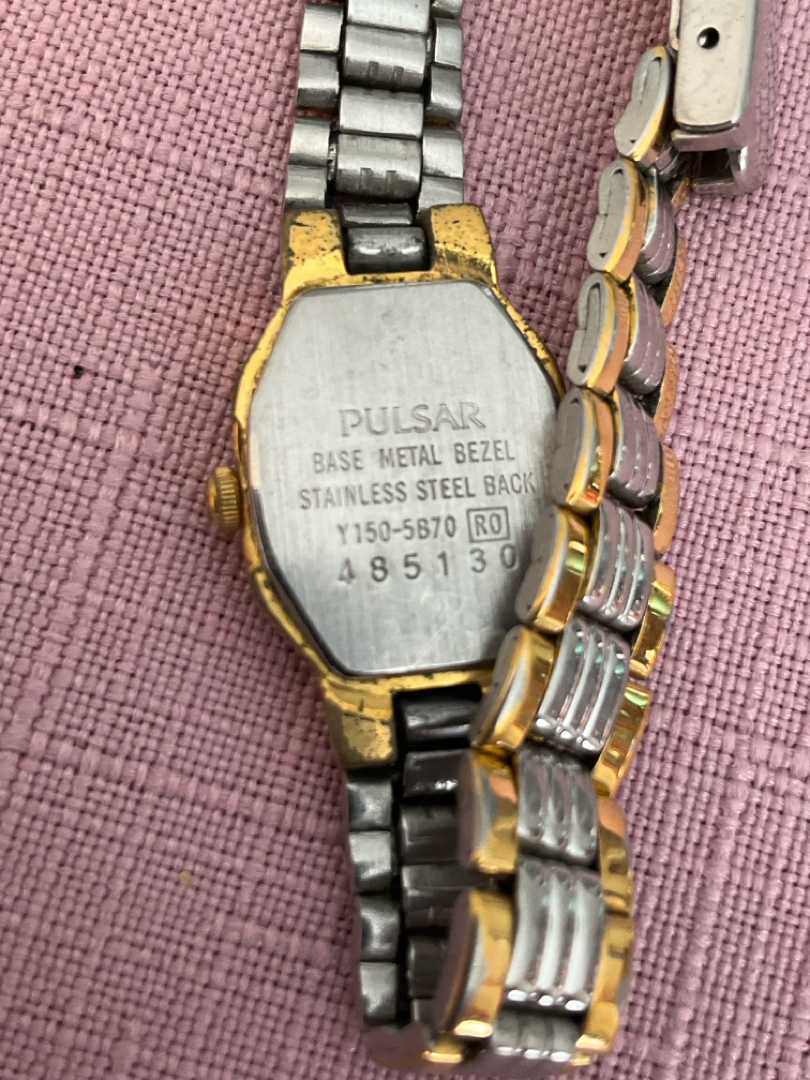 PULSAR
BASE METAL BEZEL
STAINLESS STEEL BACK
Y150-5B70 R0
485130